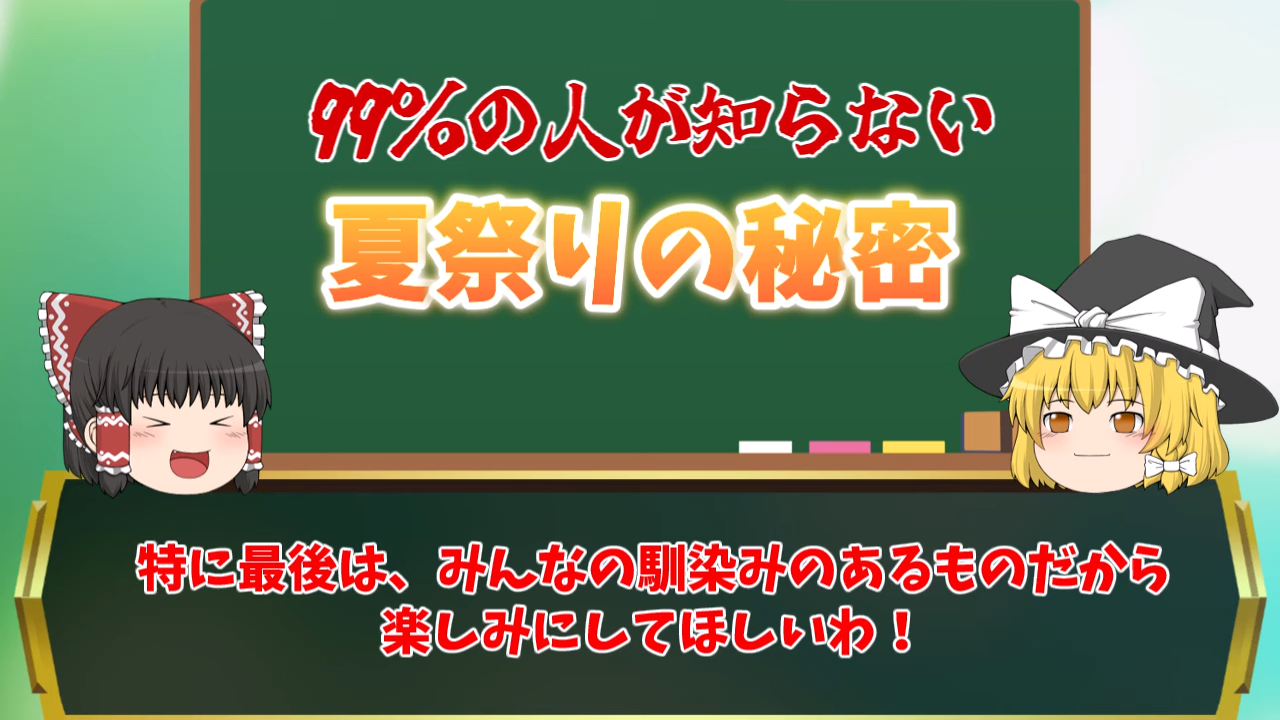 99%の人が知らない
夏祭りの秘密
特に最後は、みんなの馴染みのあるものだから
楽しみにしてほしいわ！